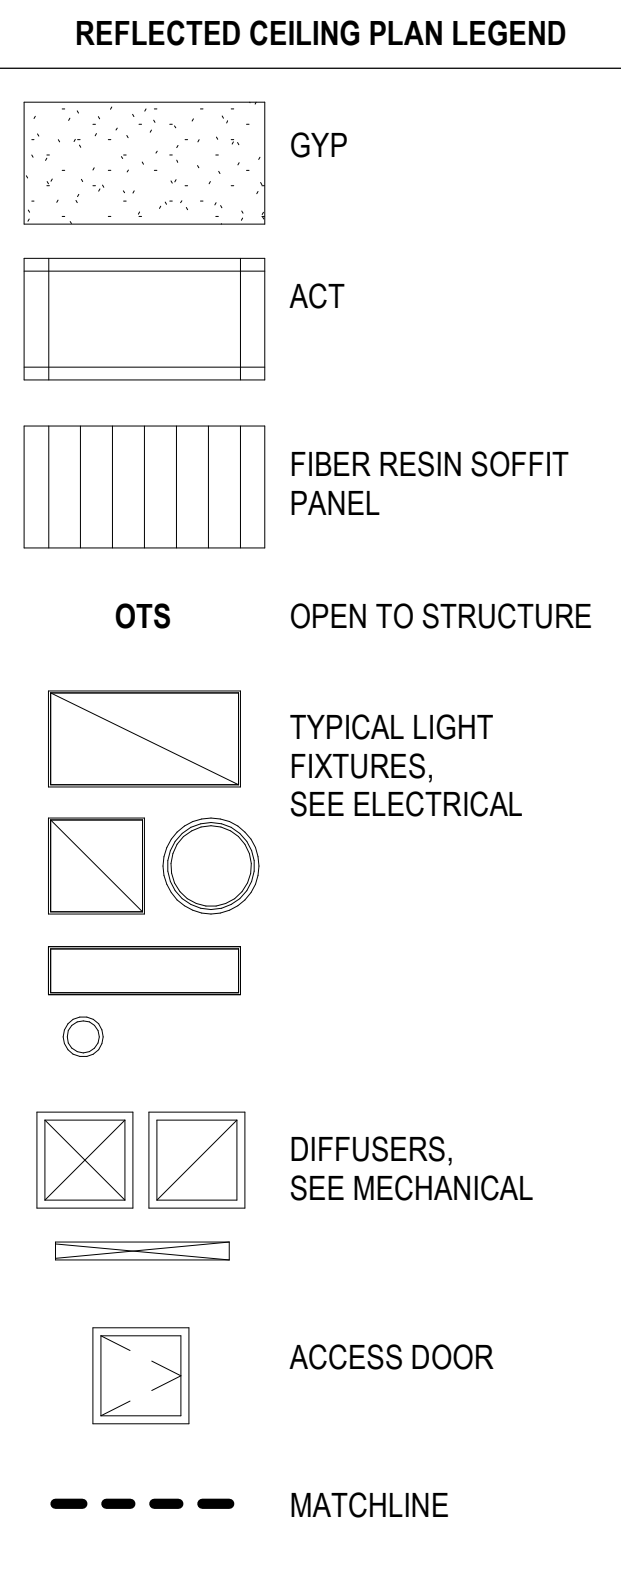 REFLECTED CEILING PLAN LEGEND
GYP
ACT
FIBER RESIN SOFFIT
PANEL
OTS
OPEN TO STRUCTURE
TYPICAL LIGHT
FIXTURES,
SEE ELECTRICAL
DIFFUSERS,
SEE MECHANICAL
ACCESS DOOR
MATCHLINE